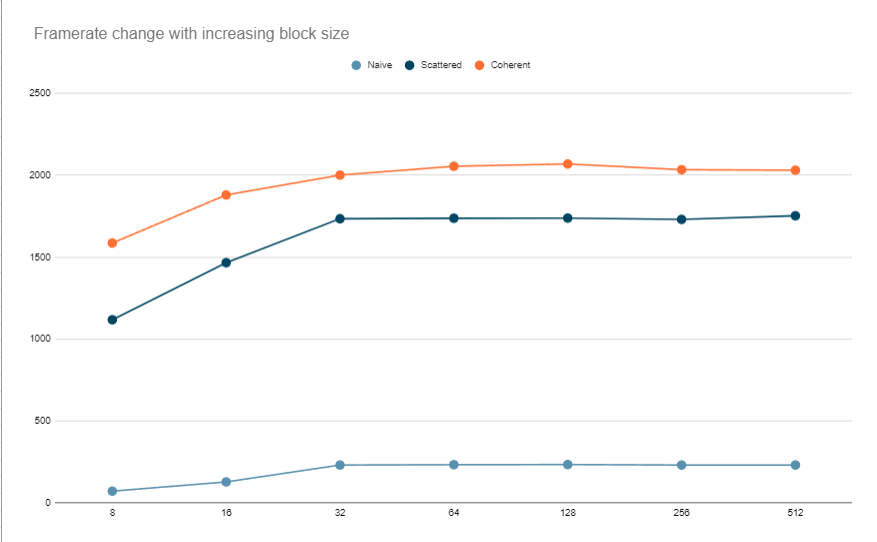 Framerate change with increasing block size
Naive Scattered Coherent
2500
2000
1500
1000
500
0
8 16 32 64 128 256 512